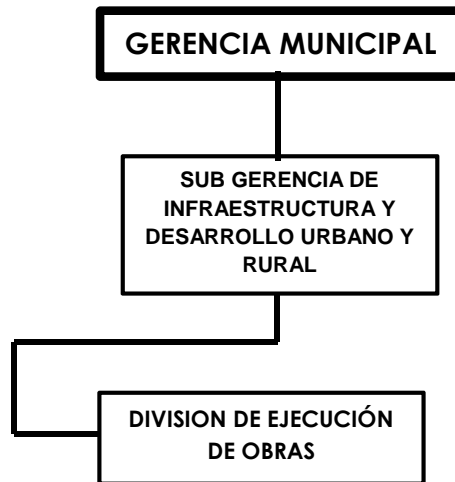 GERENCIA MUNICIPAL
SUB GERENCIA DE
INFRAESTRUCTURA Y
DESARROLLO URBANO Y
RURAL
DIVISION DE EJECUCIÓN
DE OBRAS